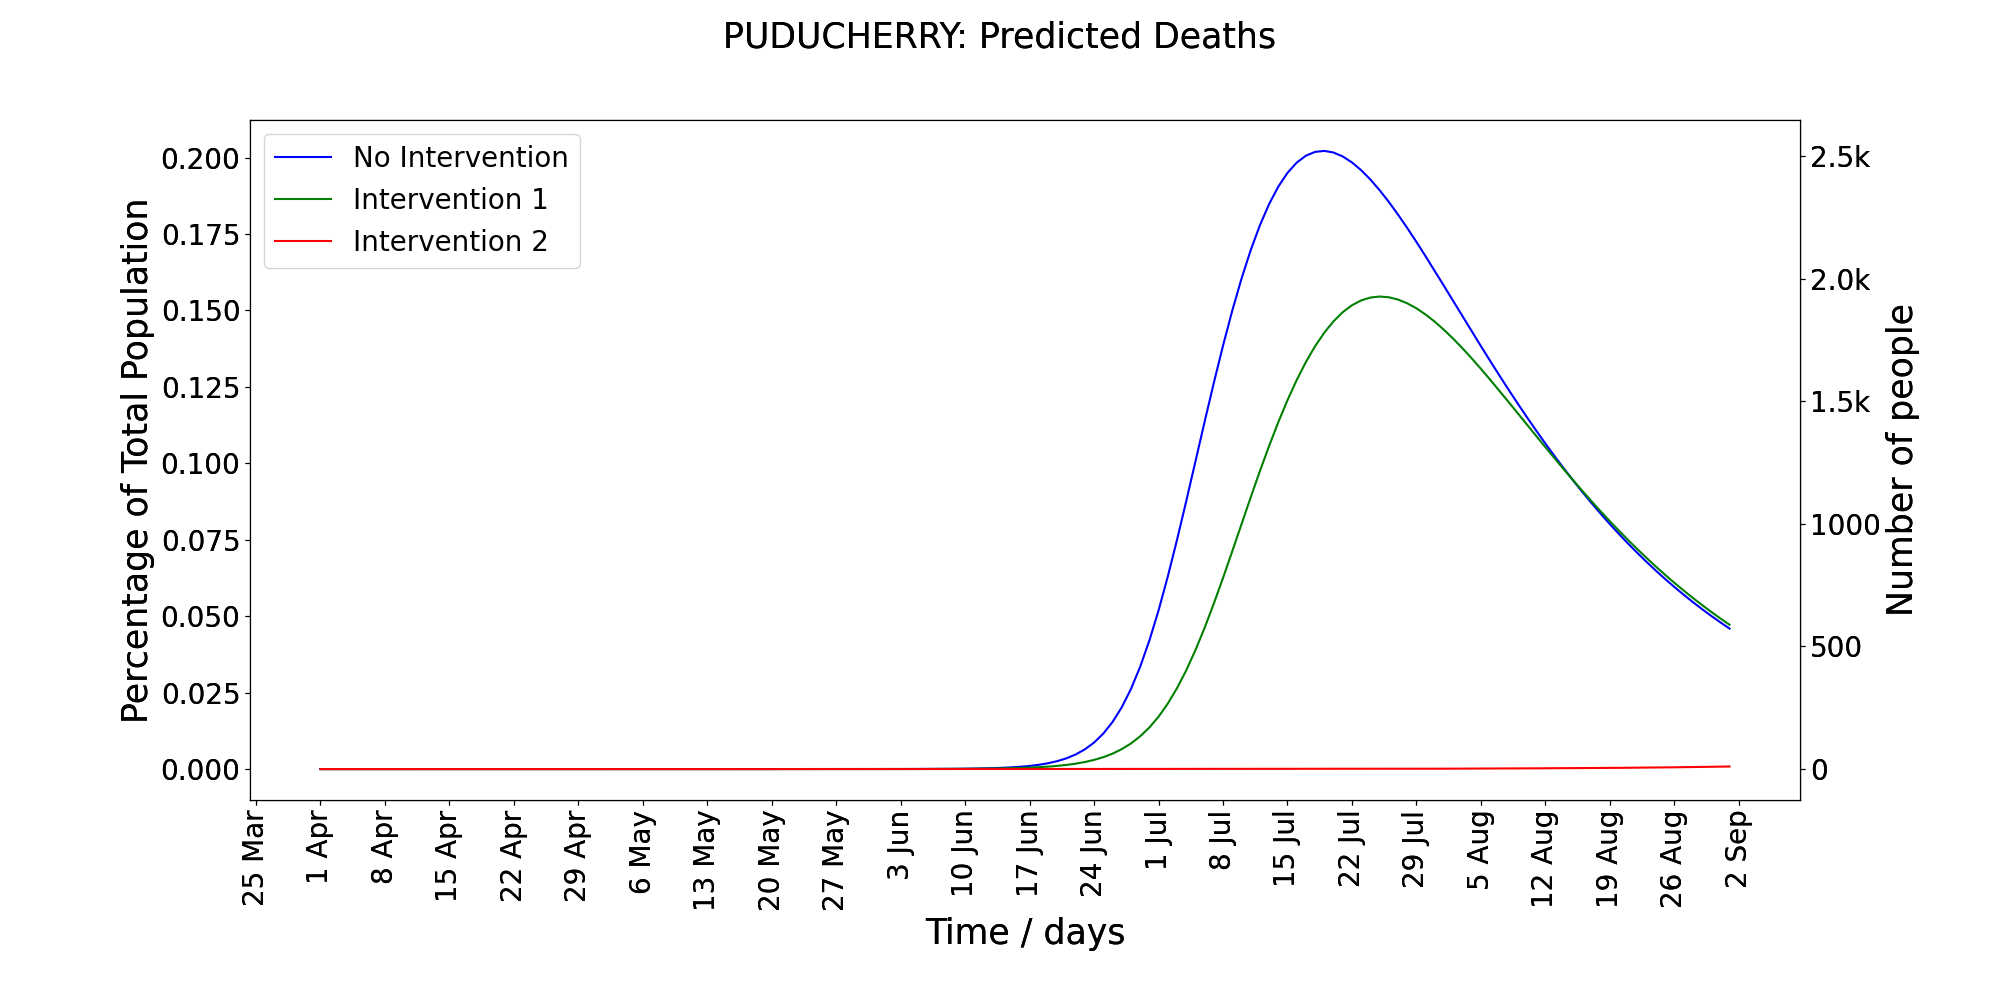 PUDUCHERRY: Predicted Deaths
No Intervention
Intervention 1
Intervention 2
Percentage of Total Population
0.200
0.175
0.150
0.125
0.100
0.075
0.050
0.025
0.000
2.5k
2.0k
1.5k
1000
500
0
Number of people
25 Mar
1 Apr
8 Apr
15 Apr
22 Apr
29 Apr
6 May
13 May
20 May
27 May
3 Jun
10 Jun
17 Jun
24 Jun
1 Jul
8 Jul
15 Jul
22 Jul
29 Jul
5 Aug
12 Aug
19 Aug
26 Aug
2 Sep
Time / days